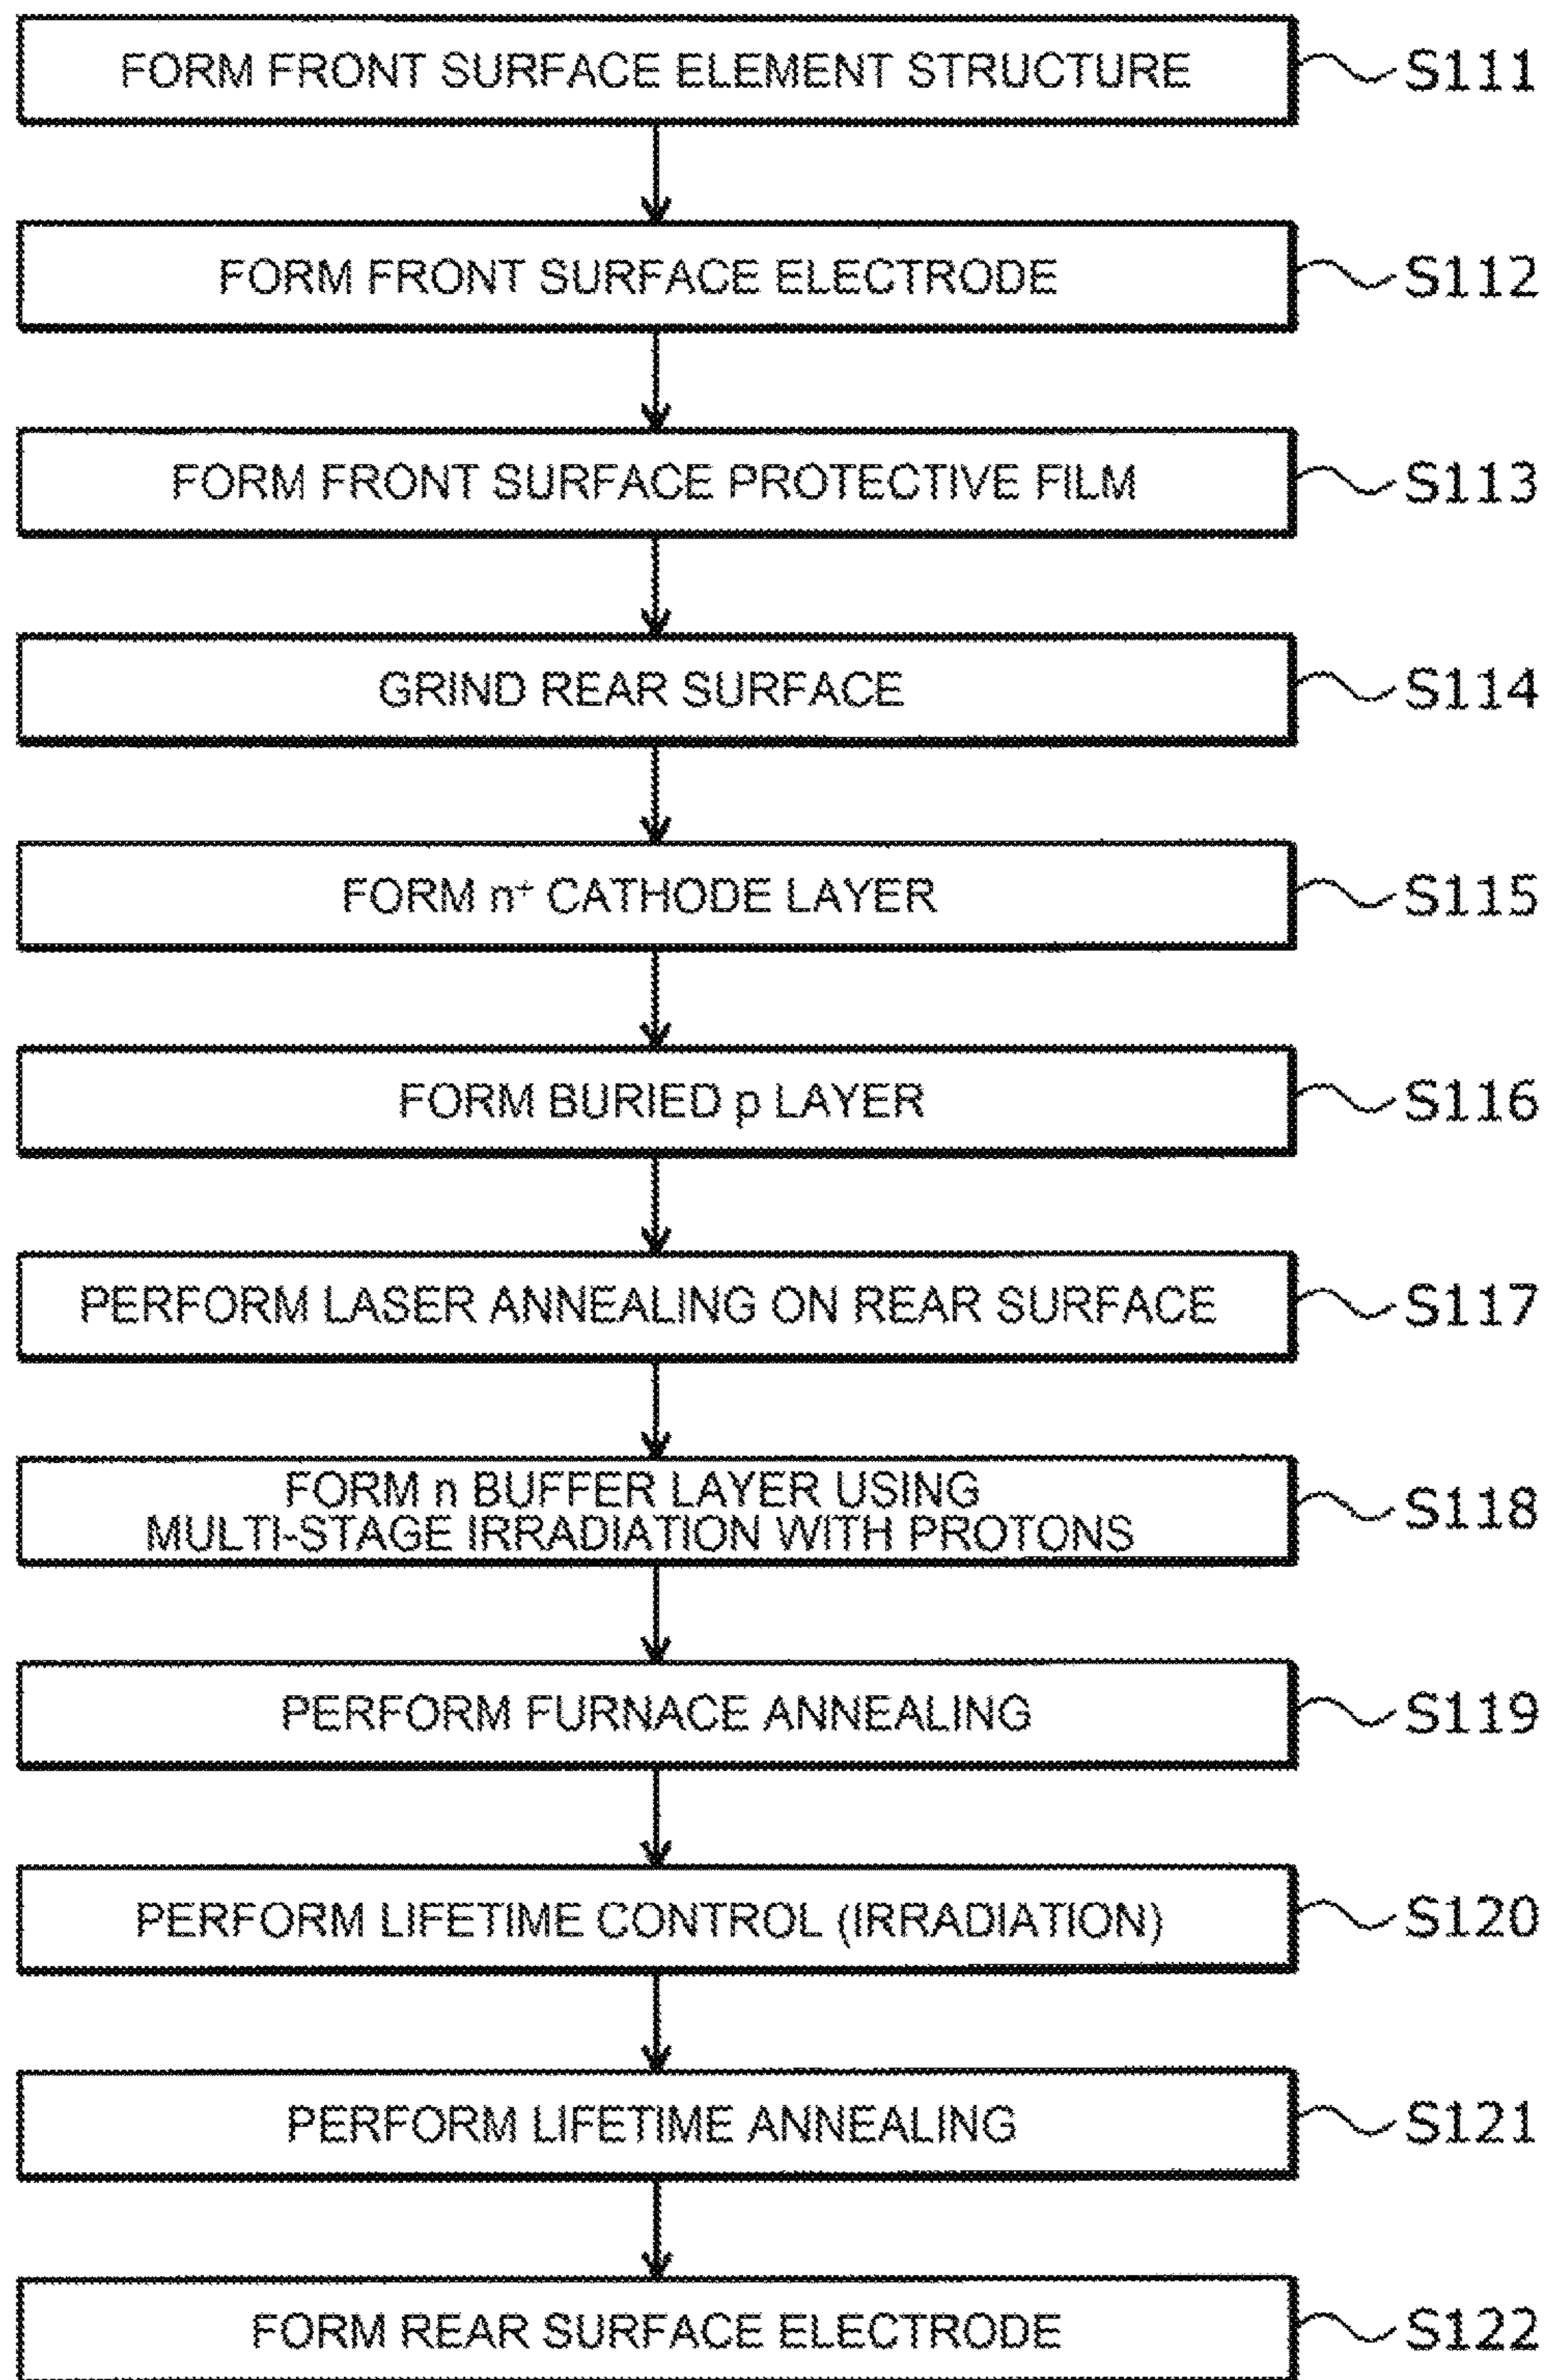 FORM FRONT SURFACE ELEMENT STRUCTURE S111
FORM FRONT SURFACE ELECTRODE S112
FORM FRONT SURFACE PROTECTIVE FILM S113
GRIND REAR SURFACE S114
FORM n⁺ CATHODE LAYER S115
FORM BURIED p LAYER S116
PERFORM LASER ANNEALING ON REAR SURFACE S117
FORM n BUFFER LAYER USING
MULTI-STAGE IRRADIATION WITH PROTONS S118
PERFORM FURNACE ANNEALING S119
PERFORM LIFETIME CONTROL (IRRADIATION) S120
PERFORM LIFETIME ANNEALING S121
FORM REAR SURFACE ELECTRODE S122